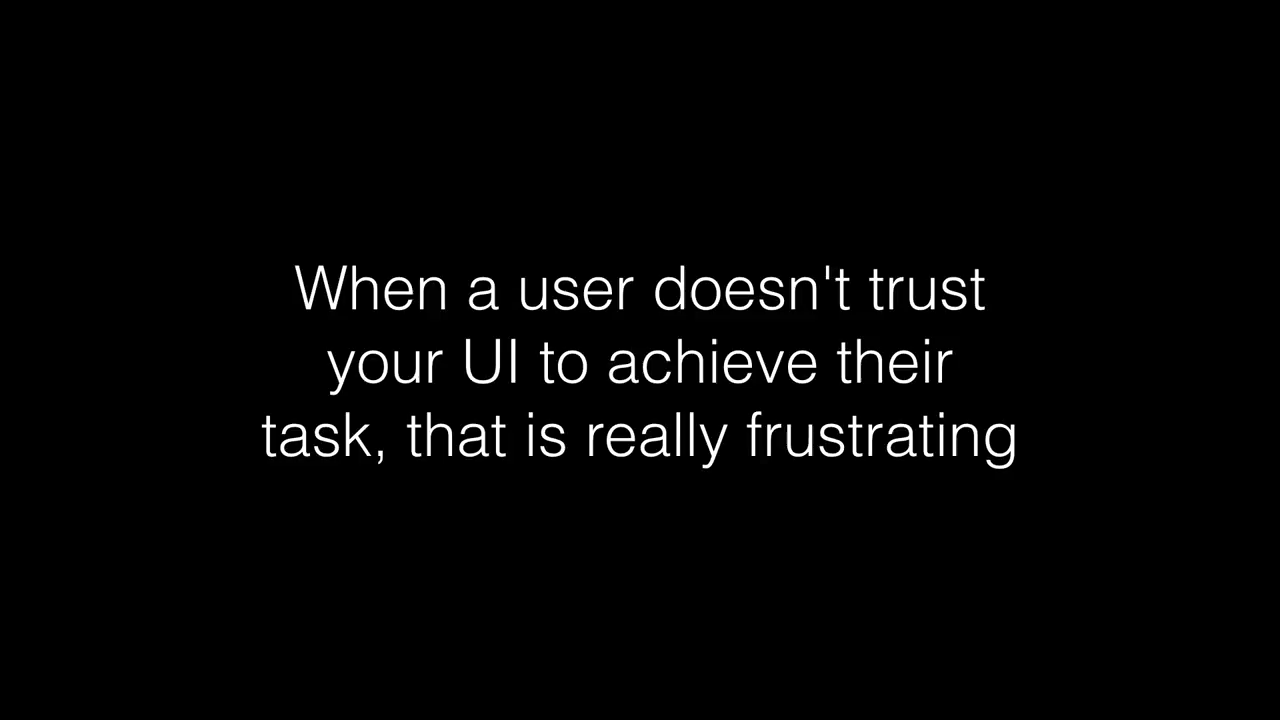 When a user doesn't trust
your UI to achieve their
task, that is really frustrating